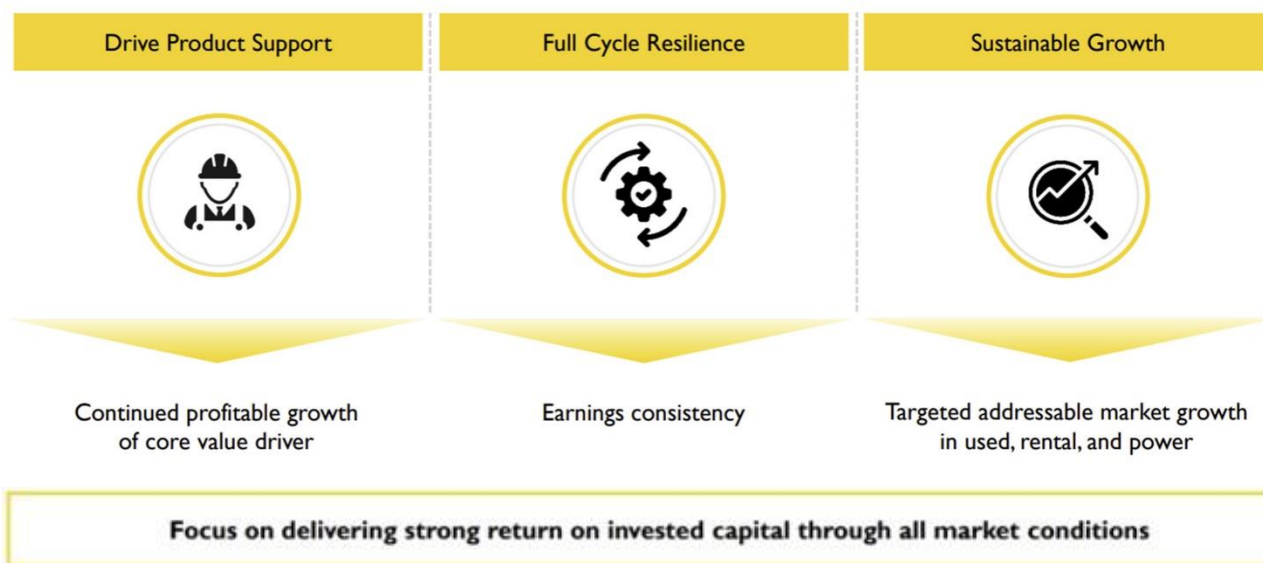 Drive Product Support
Full Cycle Resilience
Sustainable Growth
Continued profitable growth
of core value driver
Earnings consistency
Targeted addressable market growth
in used, rental, and power
Focus on delivering strong return on invested capital through all market conditions